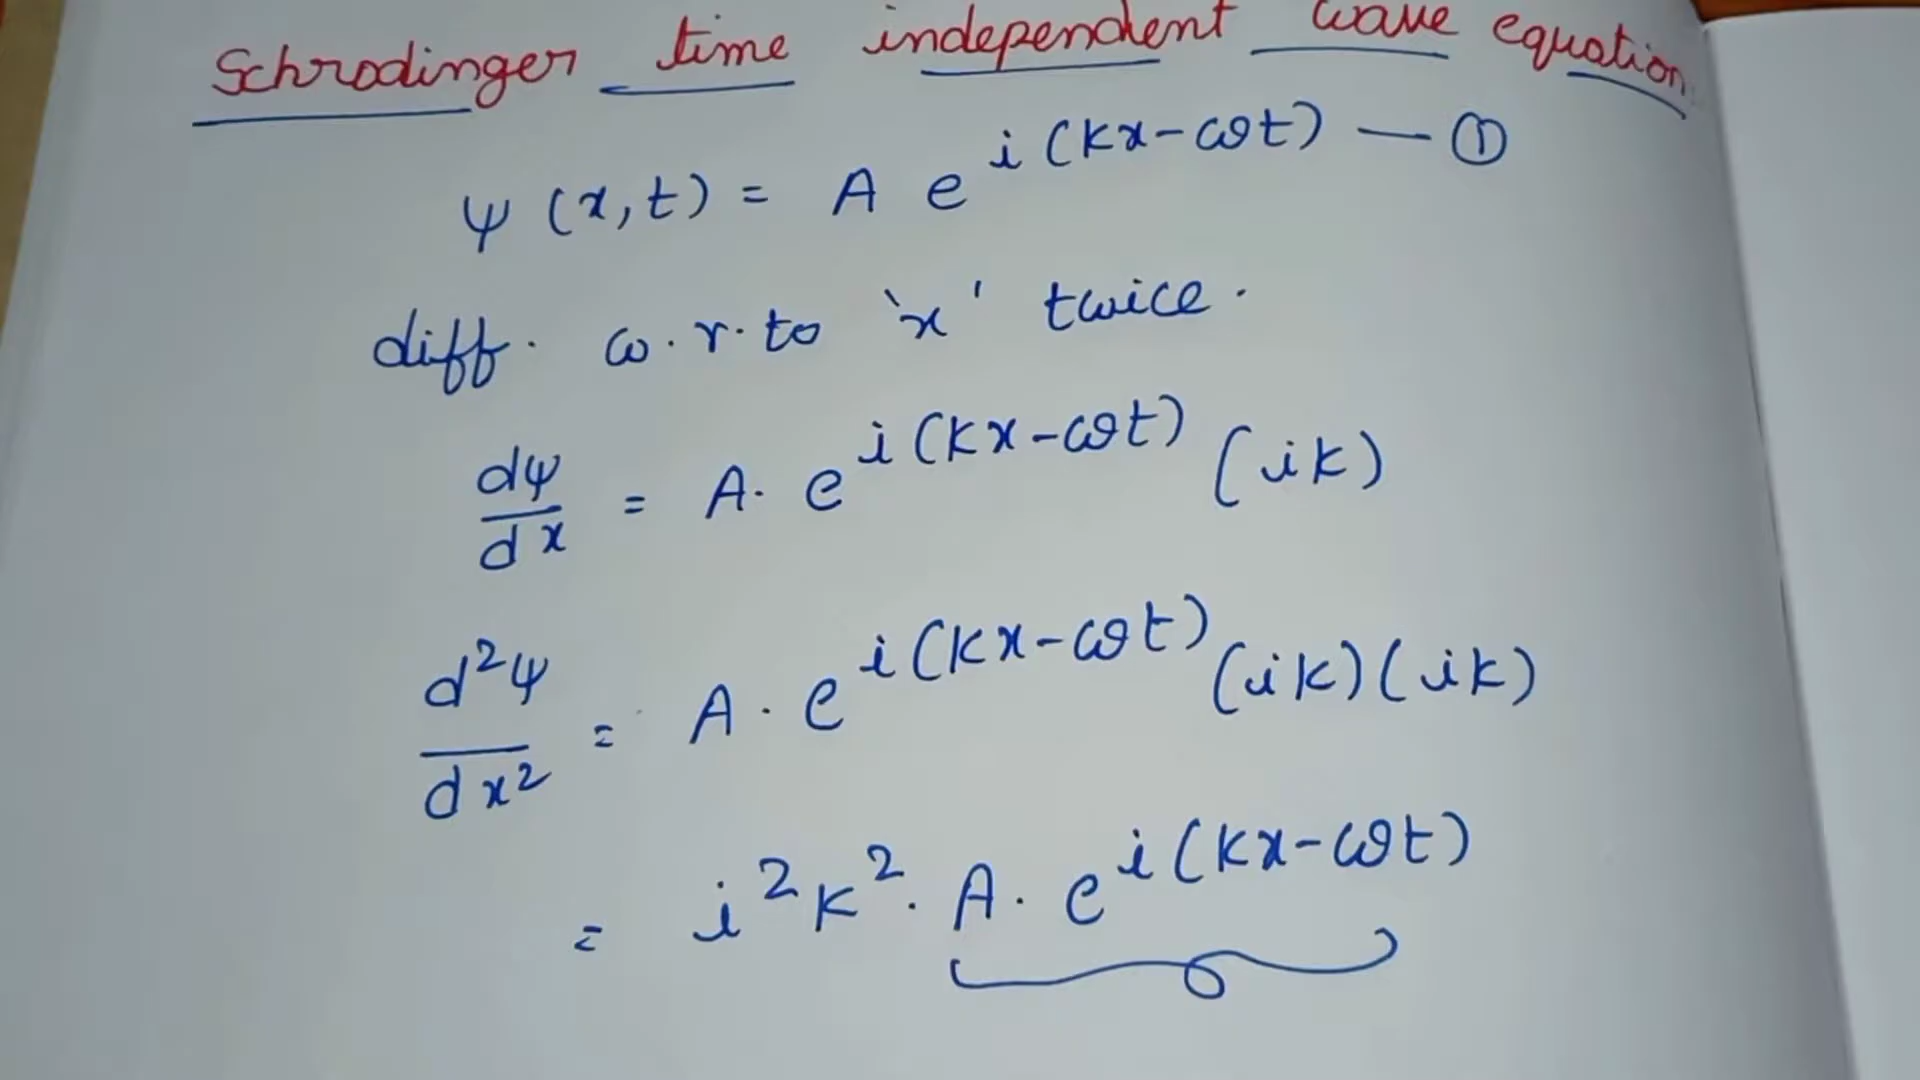 Schrodinger time independent wave equation.
ψ (x,t) = A e^{i(kx-ωt)} — ①
diff. w.r.to 'x' twice.
dψ/dx = A. e^{i(kx-ωt)} (ik)
d²ψ/dx² = A. e^{i(kx-ωt)} (ik)(ik)
= i²k². A. e^{i(kx-ωt)}